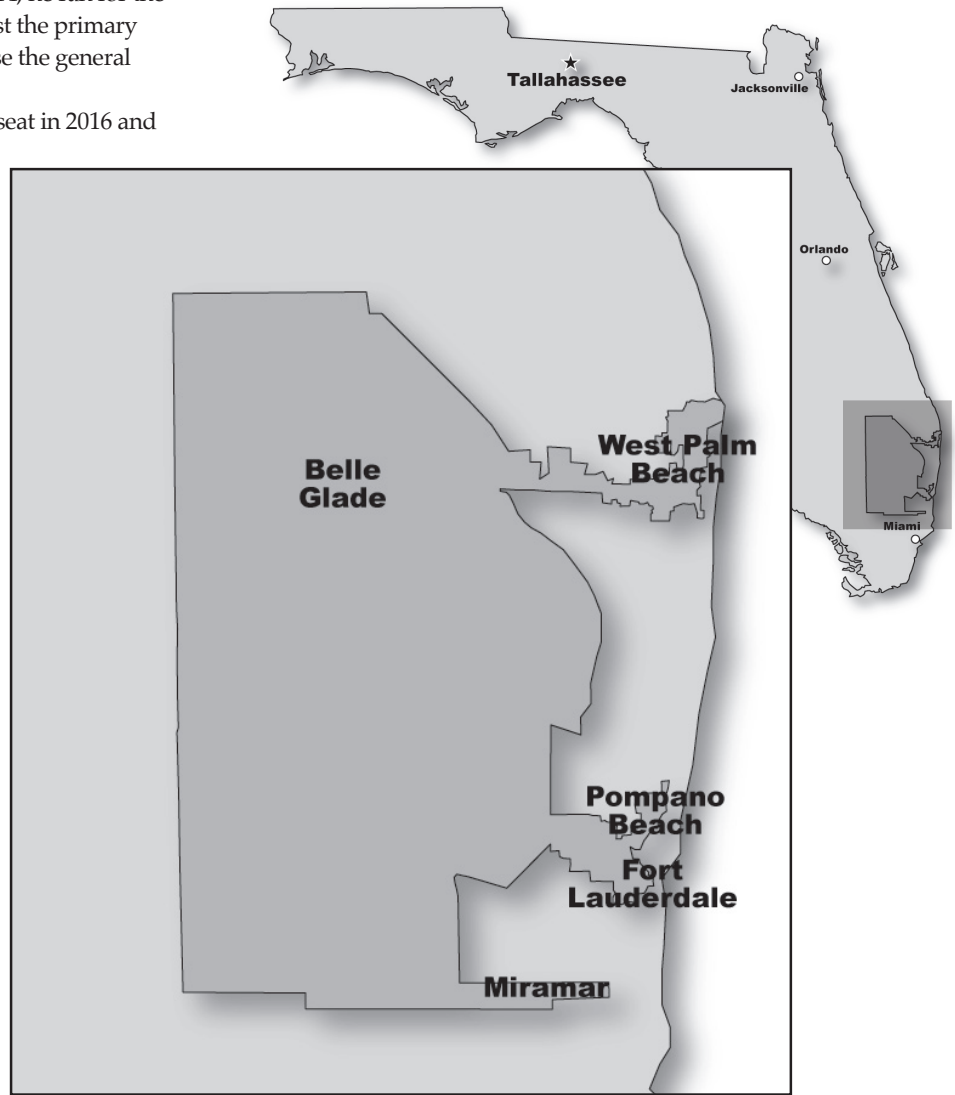 st the primary
se the general
seat in 2016 and
Tallahassee
Jacksonville
Orlando
Miami
West Palm
Beach
Belle
Glade
Pompano
Beach
Fort
Lauderdale
Miramar